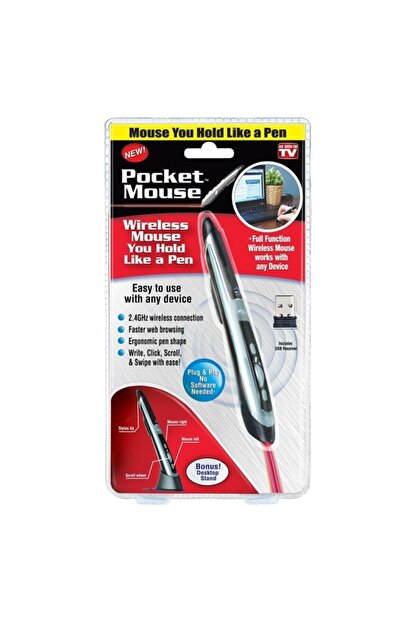 Mouse You Hold Like a Pen
NEW!
AS SEEN ON
TV
Pocket™
Mouse
Wireless
Mouse
You Hold
Like a Pen
•Full Function
Wireless Mouse
works with
any Device
Easy to use
with any device
• 2.4GHz wireless connection
• Faster web browsing
• Ergonomic pen shape
• Write, Click, Scroll,
& Swipe with ease!
Includes
USB Receiver
Plug & Play
No
Software
Needed-
Stylus tip
Mouse right
Mouse left
Scroll wheel
Bonus!
Desktop
Stand